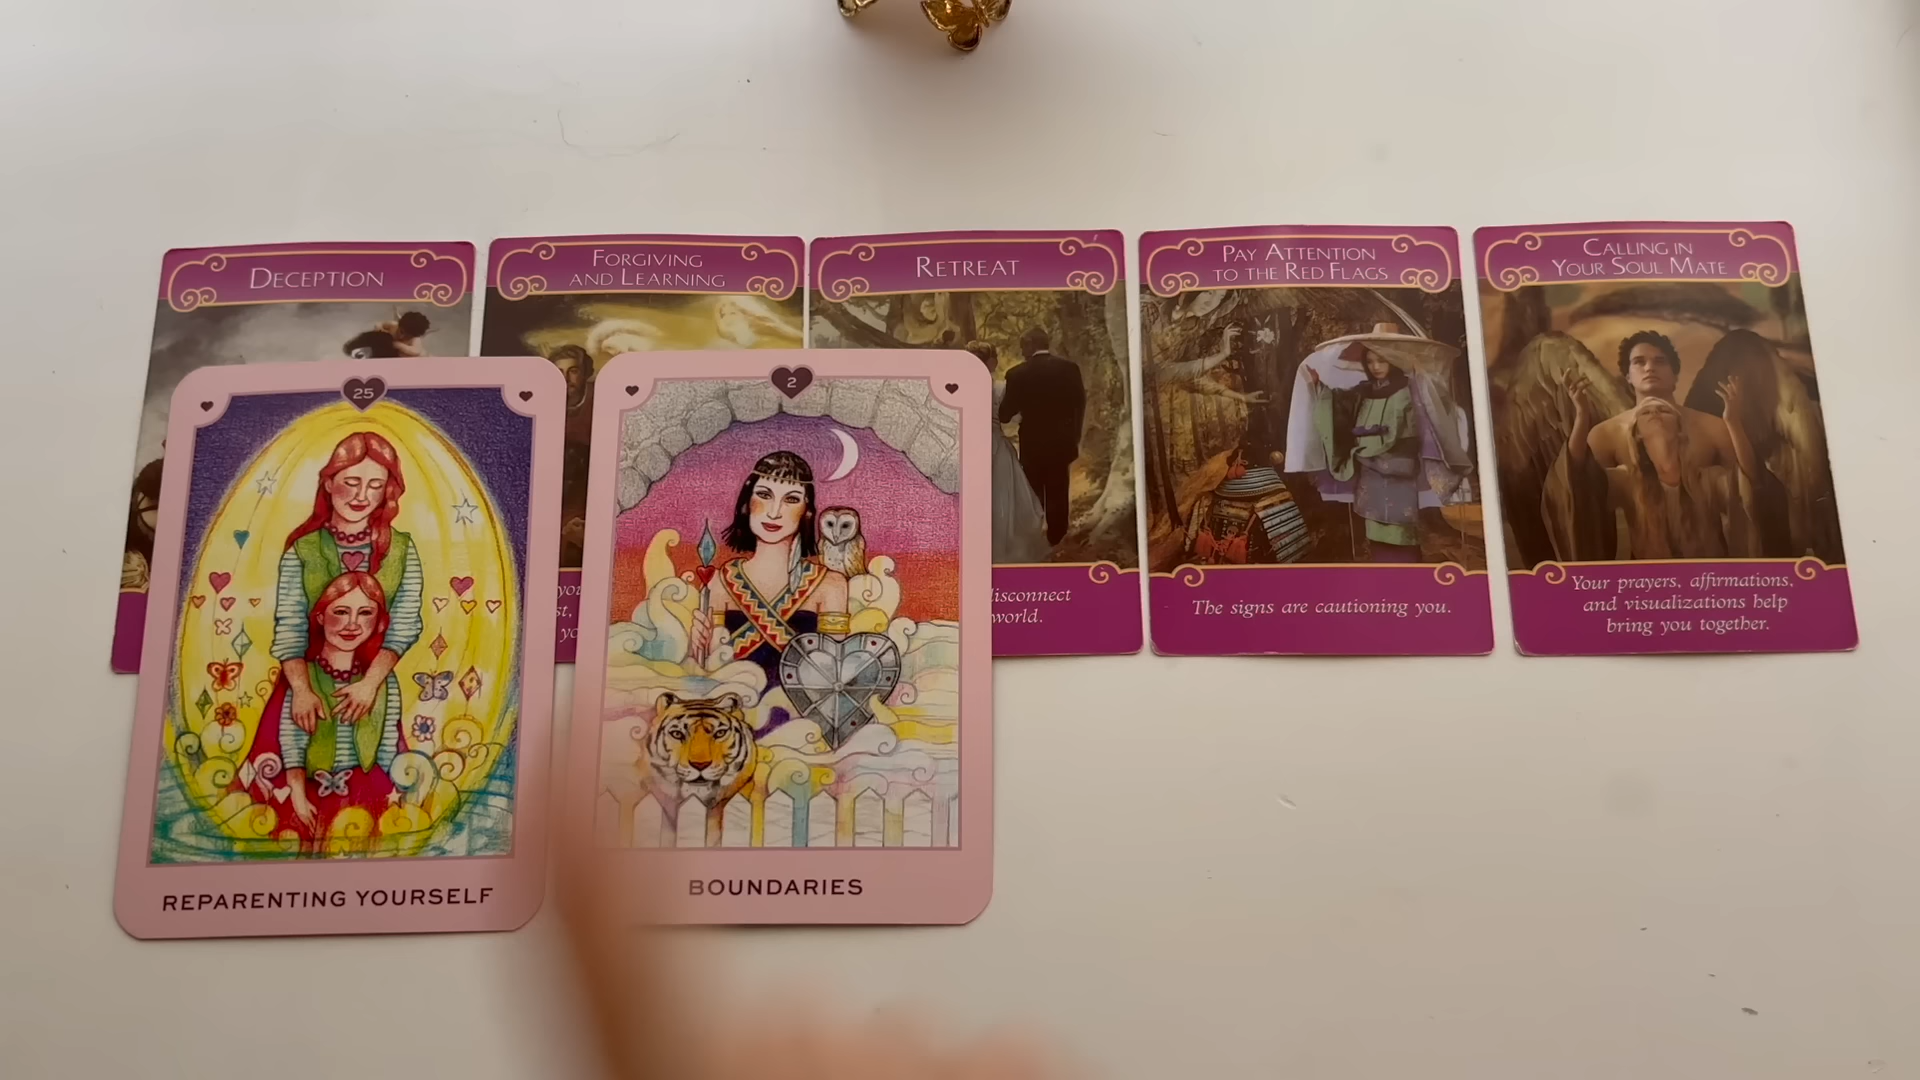 DECEPTION
FORGIVING
AND LEARNING
RETREAT
PAY ATTENTION
TO THE RED FLAGS
CALLING IN
YOUR SOUL MATE
disconnect
world.
The signs are cautioning you.
Your prayers, affirmations,
and visualizations help
bring you together.
25
REPARENTING YOURSELF
2
BOUNDARIES